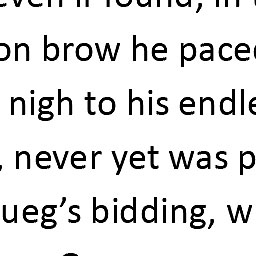 even if found, in
on brow he paced
nigh to his endle
, never yet was p
ueg’s bidding, w